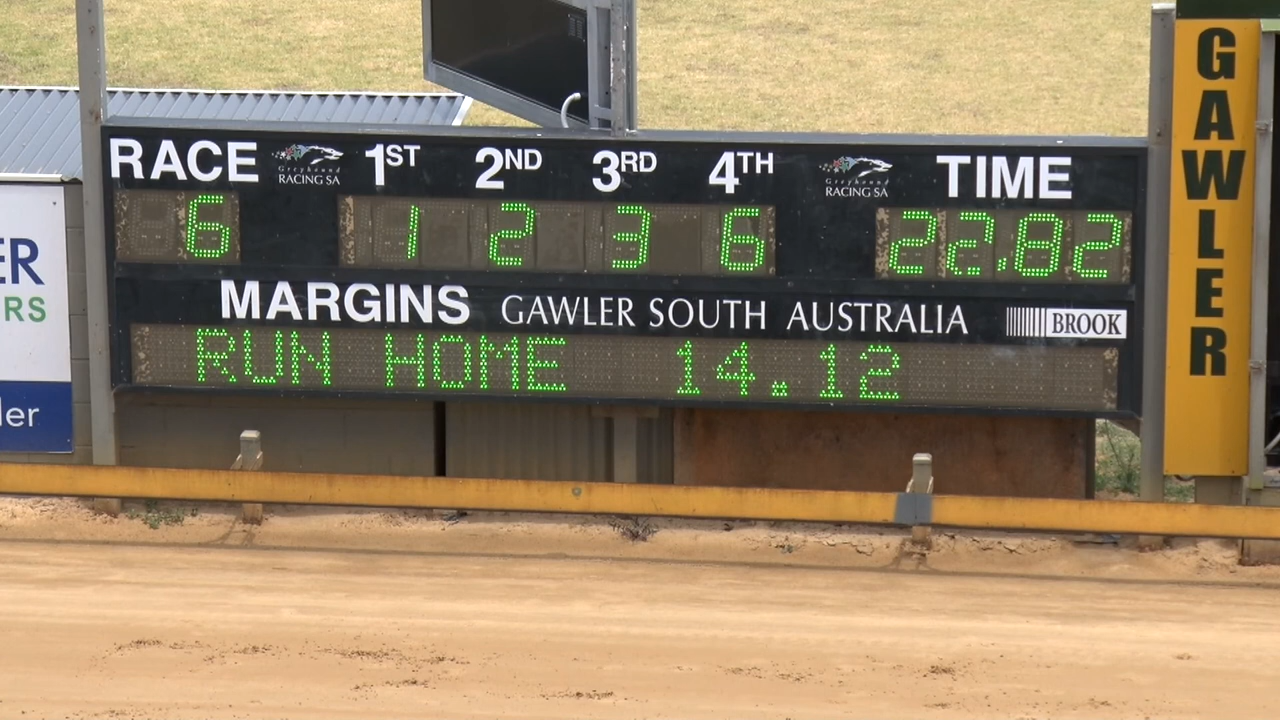 RACE Greyhound RACING SA 1ST 2ND 3RD 4TH Greyhound RACING SA TIME
6 1 2 3 6 22.82
MARGINS GAWLER SOUTH AUSTRALIA BROOK
RUN HOME 14.12
GAWLER
ER
RS
ler